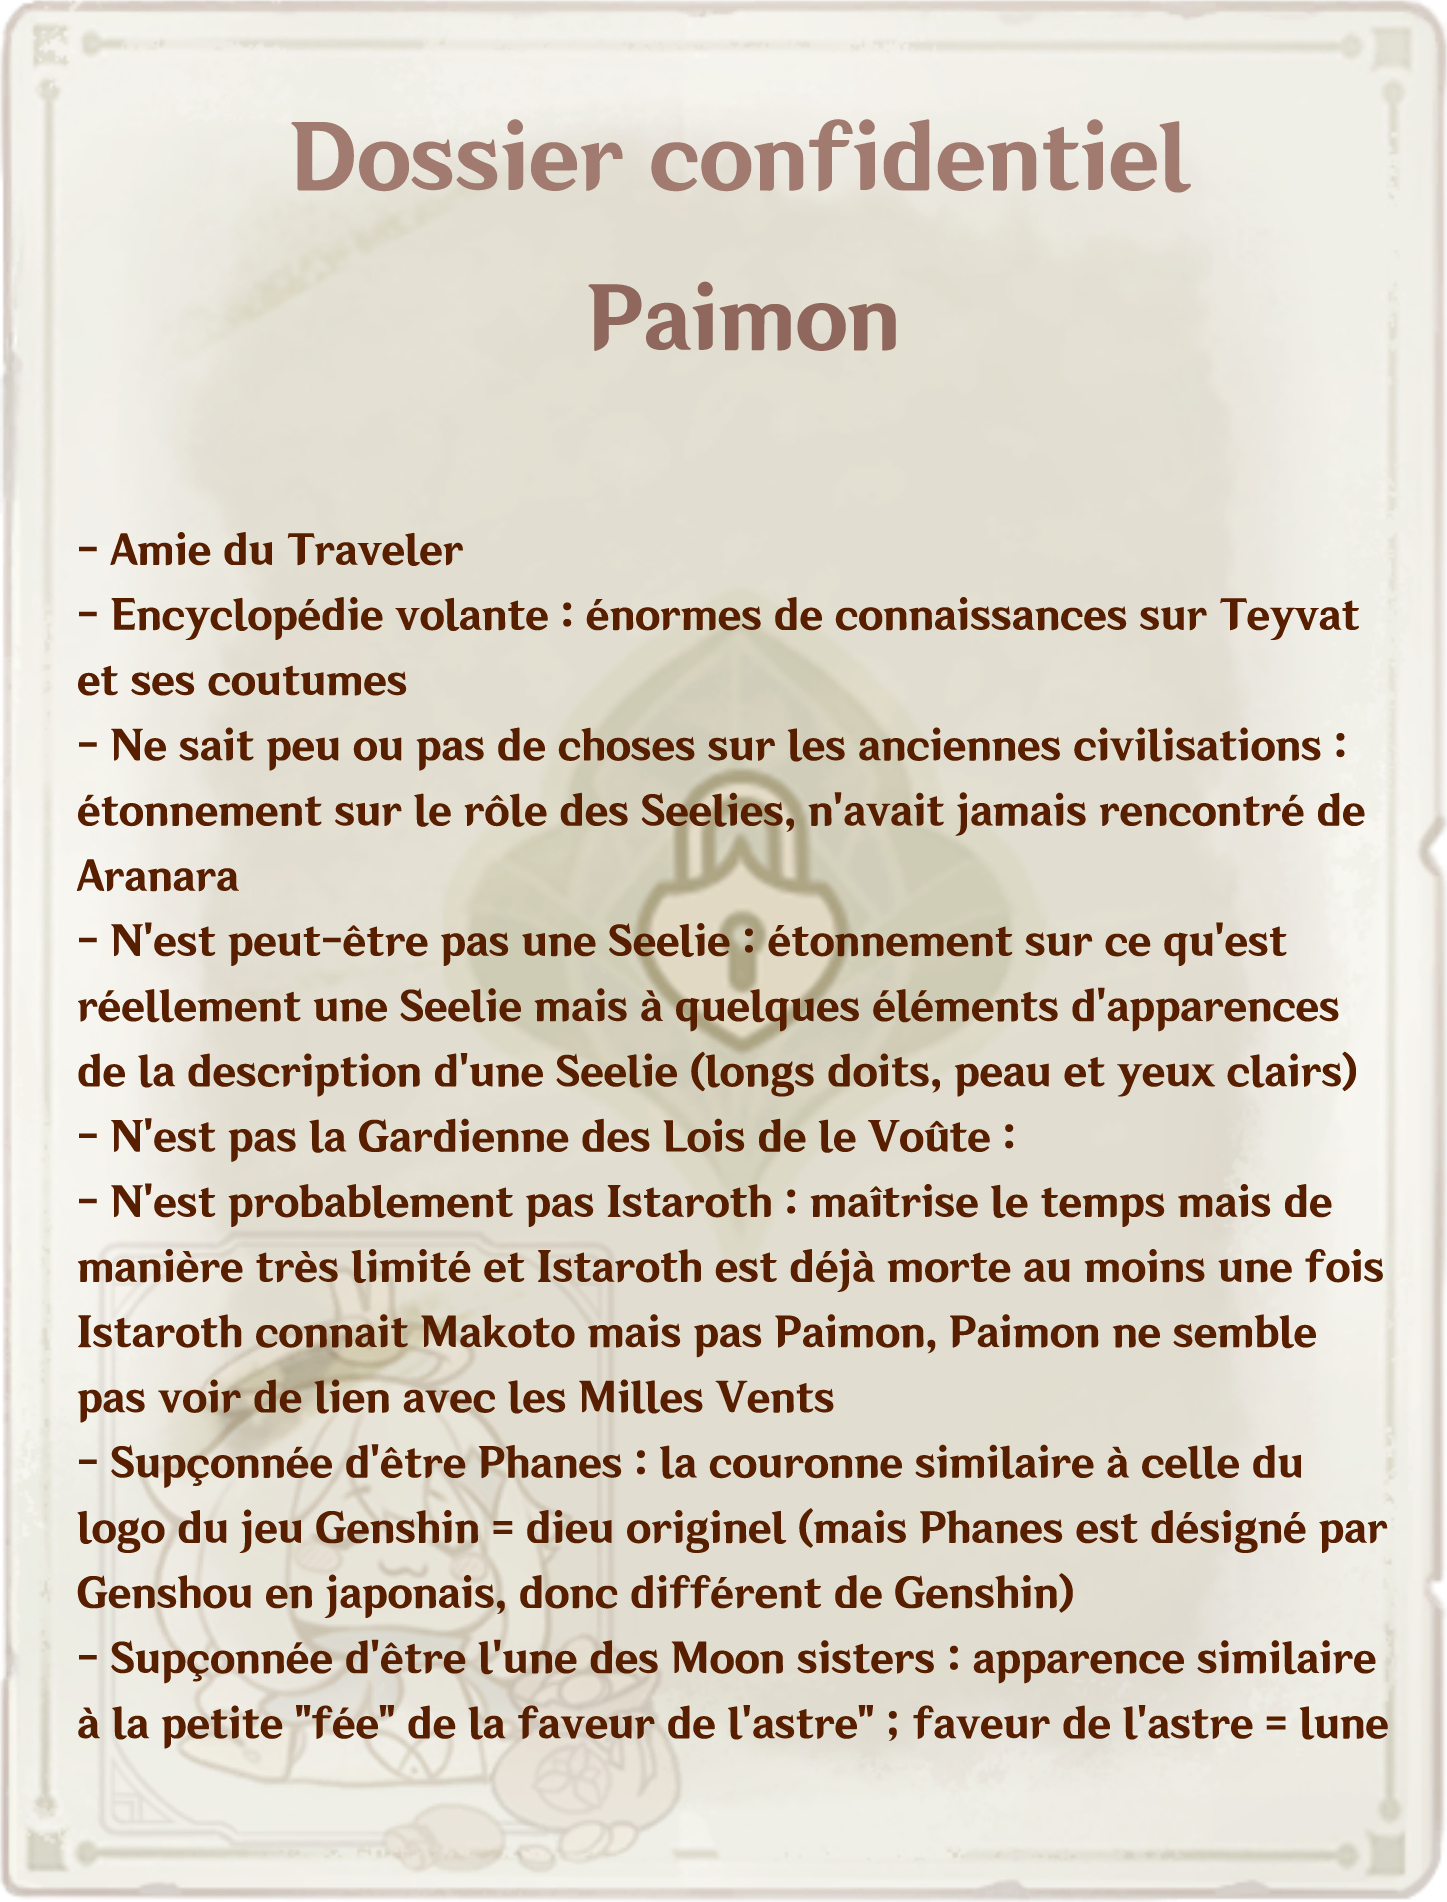 Dossier confidentiel
Paimon
- Amie du Traveler
- Encyclopédie volante : énormes de connaissances sur Teyvat
et ses coutumes
- Ne sait peu ou pas de choses sur les anciennes civilisations :
étonnement sur le rôle des Seelies, n'avait jamais rencontré de
Aranara
- N'est peut-être pas une Seelie : étonnement sur ce qu'est
réellement une Seelie mais à quelques éléments d'apparences
de la description d'une Seelie (longs doits, peau et yeux clairs)
- N'est pas la Gardienne des Lois de le Voûte :
- N'est probablement pas Istaroth : maîtrise le temps mais de
manière très limité et Istaroth est déjà morte au moins une fois
Istaroth connait Makoto mais pas Paimon, Paimon ne semble
pas voir de lien avec les Milles Vents
- Supçonnée d'être Phanes : la couronne similaire à celle du
logo du jeu Genshin = dieu originel (mais Phanes est désigné par
Genshou en japonais, donc différent de Genshin)
- Supçonnée d'être l'une des Moon sisters : apparence similaire
à la petite "fée" de la faveur de l'astre" ; faveur de l'astre = lune